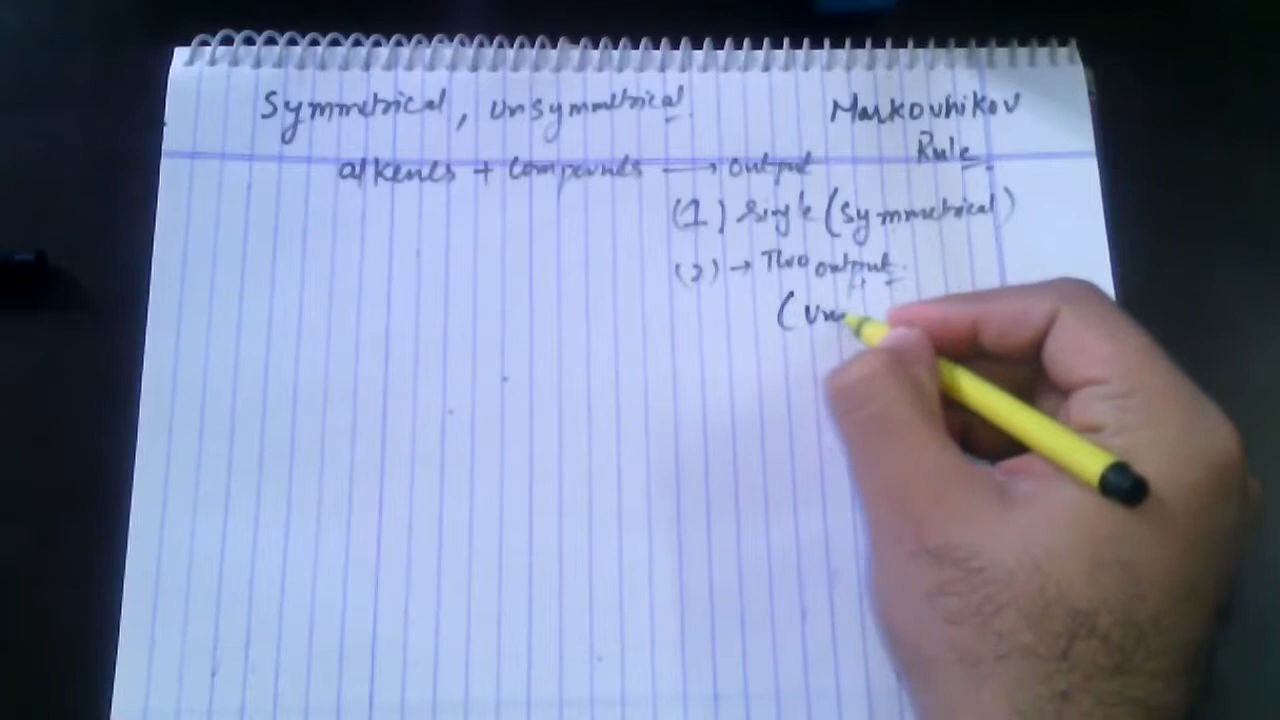 Symmetrical, Unsymmetrical.
Markovnikov
Rule.
alkenes + Compounds → output
(1) Single (Symmetrical)
(2) → Two output.
(Un